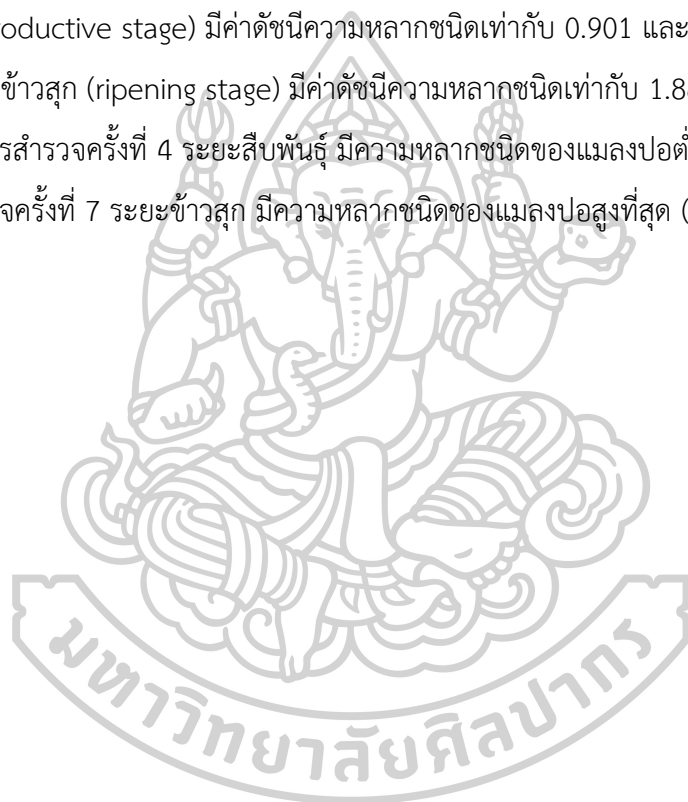 roductive stage) มีค่าดัชนีความหลากชนิดเท่ากับ 0.901 และ
ข้าวสุก (ripening stage) มีค่าดัชนีความหลากชนิดเท่ากับ 1.8
รสำรวจครั้งที่ 4 ระยะสืบพันธุ์ มีความหลากชนิดของแมลงปอต่
จครั้งที่ 7 ระยะข้าวสุก มีความหลากชนิดชองแมลงปอสูงที่สุด (
มหาวิทยาลัยศิลปากร